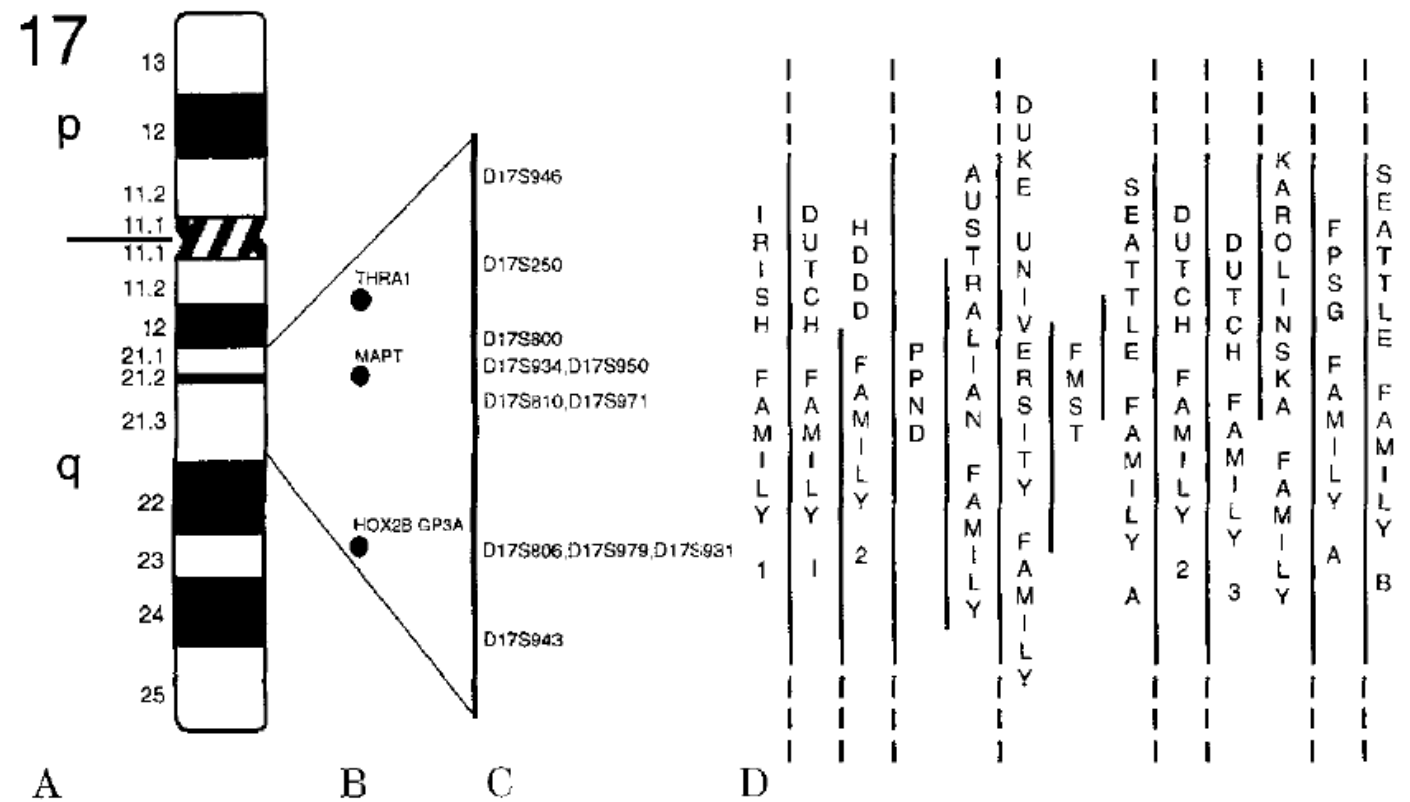 17
p
q
13
12
11.2
11.1
11.1
11.2
12
21.1
21.2
21.3
22
23
24
25
THRA1
MAPT
HOX2B GP3A
D17S946
D17S250
D17S800
D17S934,D17S950
D17S810,D17S971
D17S806,D17S979,D17S931
D17S943
IRISH FAMILY 1
DUTCH FAMILY I
HDDD FAMILY 2
PPND
AUSTRALIAN FAMILY
DUKE UNIVERSITY FAMILY
FMST
SEATTLE FAMILY A
DUTCH FAMILY 2
DUTCH FAMILY 3
KAROLINSKA FAMILY
FPSG FAMILY A
SEATTLE FAMILY B
A
B
C
D